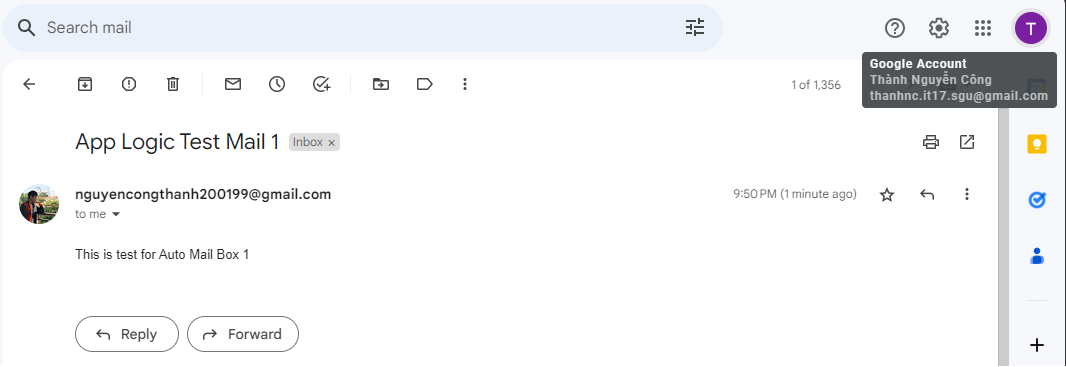 Search mail
T
Google Account
Thành Nguyễn Công
thanhnc.it17.sgu@gmail.com
1 of 1,356
App Logic Test Mail 1 Inbox ×
nguyencongthanh200199@gmail.com 9:50 PM (1 minute ago)
to me
This is test for Auto Mail Box 1
Reply Forward